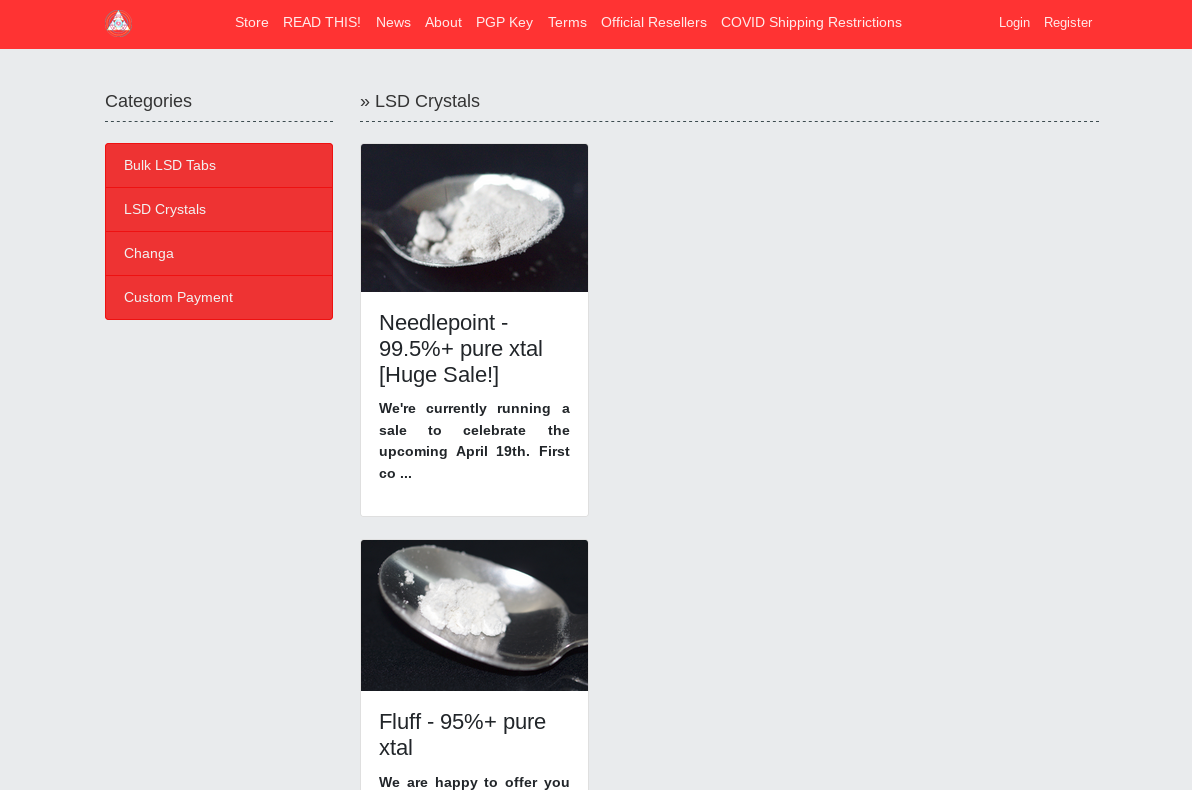 Store READ THIS! News About PGP Key Terms Official Resellers COVID Shipping Restrictions Login Register
Categories
Bulk LSD Tabs
LSD Crystals
Changa
Custom Payment
» LSD Crystals
Needlepoint -
99.5%+ pure xtal
[Huge Sale!]
We're currently running a
sale to celebrate the
upcoming April 19th. First
co ...
Fluff - 95%+ pure
xtal
We are happy to offer you